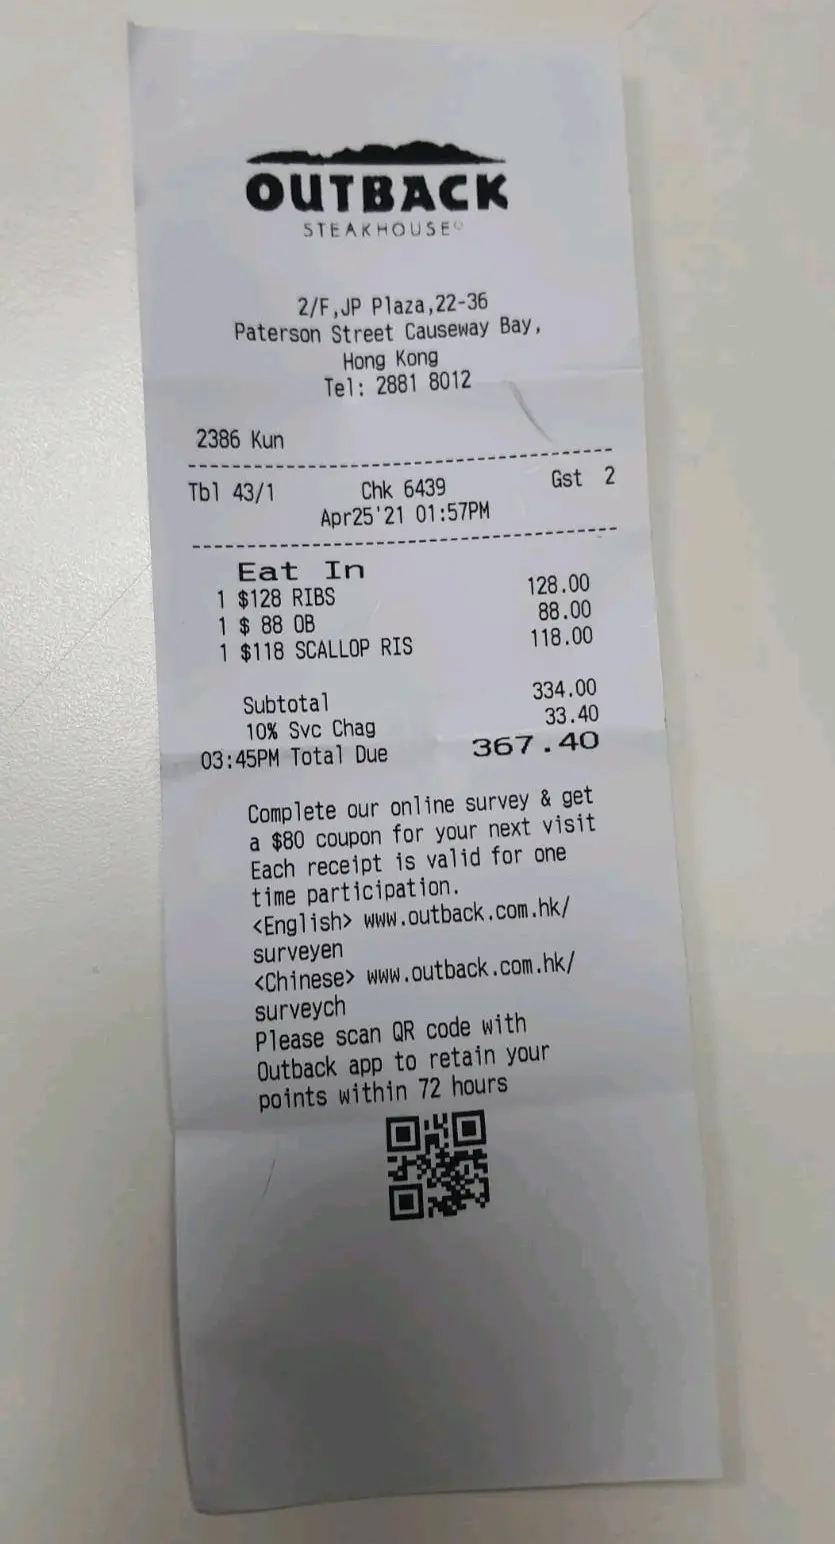 OUTBACK
STEAKHOUSE
2/F,JP Plaza,22-36
Paterson Street Causeway Bay,
Hong Kong
Tel: 2881 8012
2386 Kun
Tbl 43/1 Chk 6439 Gst 2
Apr25'21 01:57PM
Eat In
1 $128 RIBS 128.00
1 $ 88 OB 88.00
1 $118 SCALLOP RIS 118.00
Subtotal 334.00
10% Svc Chag 33.40
03:45PM Total Due 367.40
Complete our online survey & get
a $80 coupon for your next visit
Each receipt is valid for one
time participation.
<English> www.outback.com.hk/
surveyen
<Chinese> www.outback.com.hk/
surveych
Please scan QR code with
Outback app to retain your
points within 72 hours